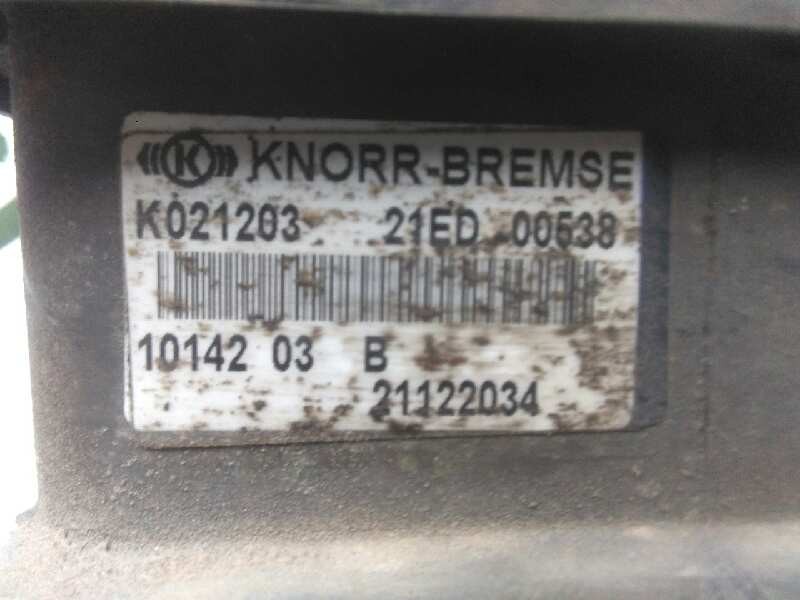 K KNORR-BREMSE
K021203 21ED 00538
10142 03 B
21122034